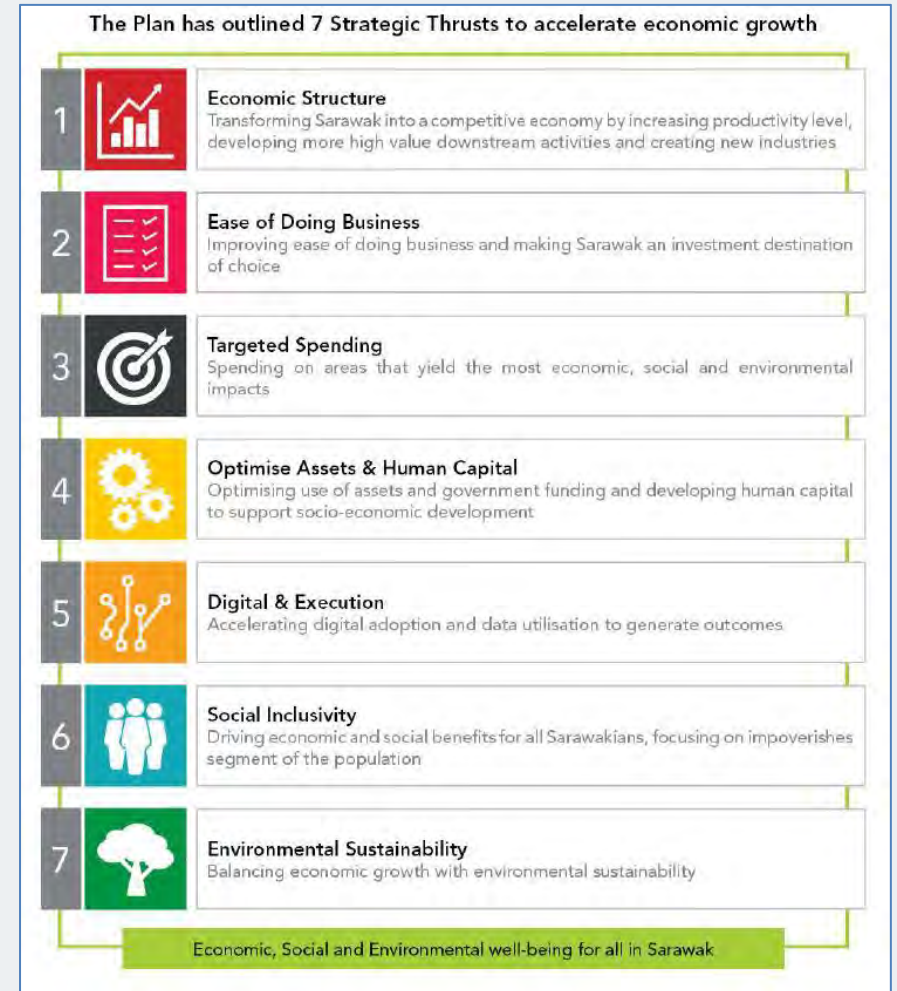 The Plan has outlined 7 Strategic Thrusts to accelerate economic growth
1
Economic Structure
Transforming Sarawak into a competitive economy by increasing productivity level,
developing more high value downstream activities and creating new industries
2
Ease of Doing Business
Improving ease of doing business and making Sarawak an investment destination
of choice
3
Targeted Spending
Spending on areas that yield the most economic, social and environmental
impacts
4
Optimise Assets & Human Capital
Optimising use of assets and government funding and developing human capital
to support socio-economic development
5
Digital & Execution
Accelerating digital adoption and data utilisation to generate outcomes
6
Social Inclusivity
Driving economic and social benefits for all Sarawakians, focusing on impoverishes
segment of the population
7
Environmental Sustainability
Balancing economic growth with environmental sustainability
Economic, Social and Environmental well-being for all in Sarawak